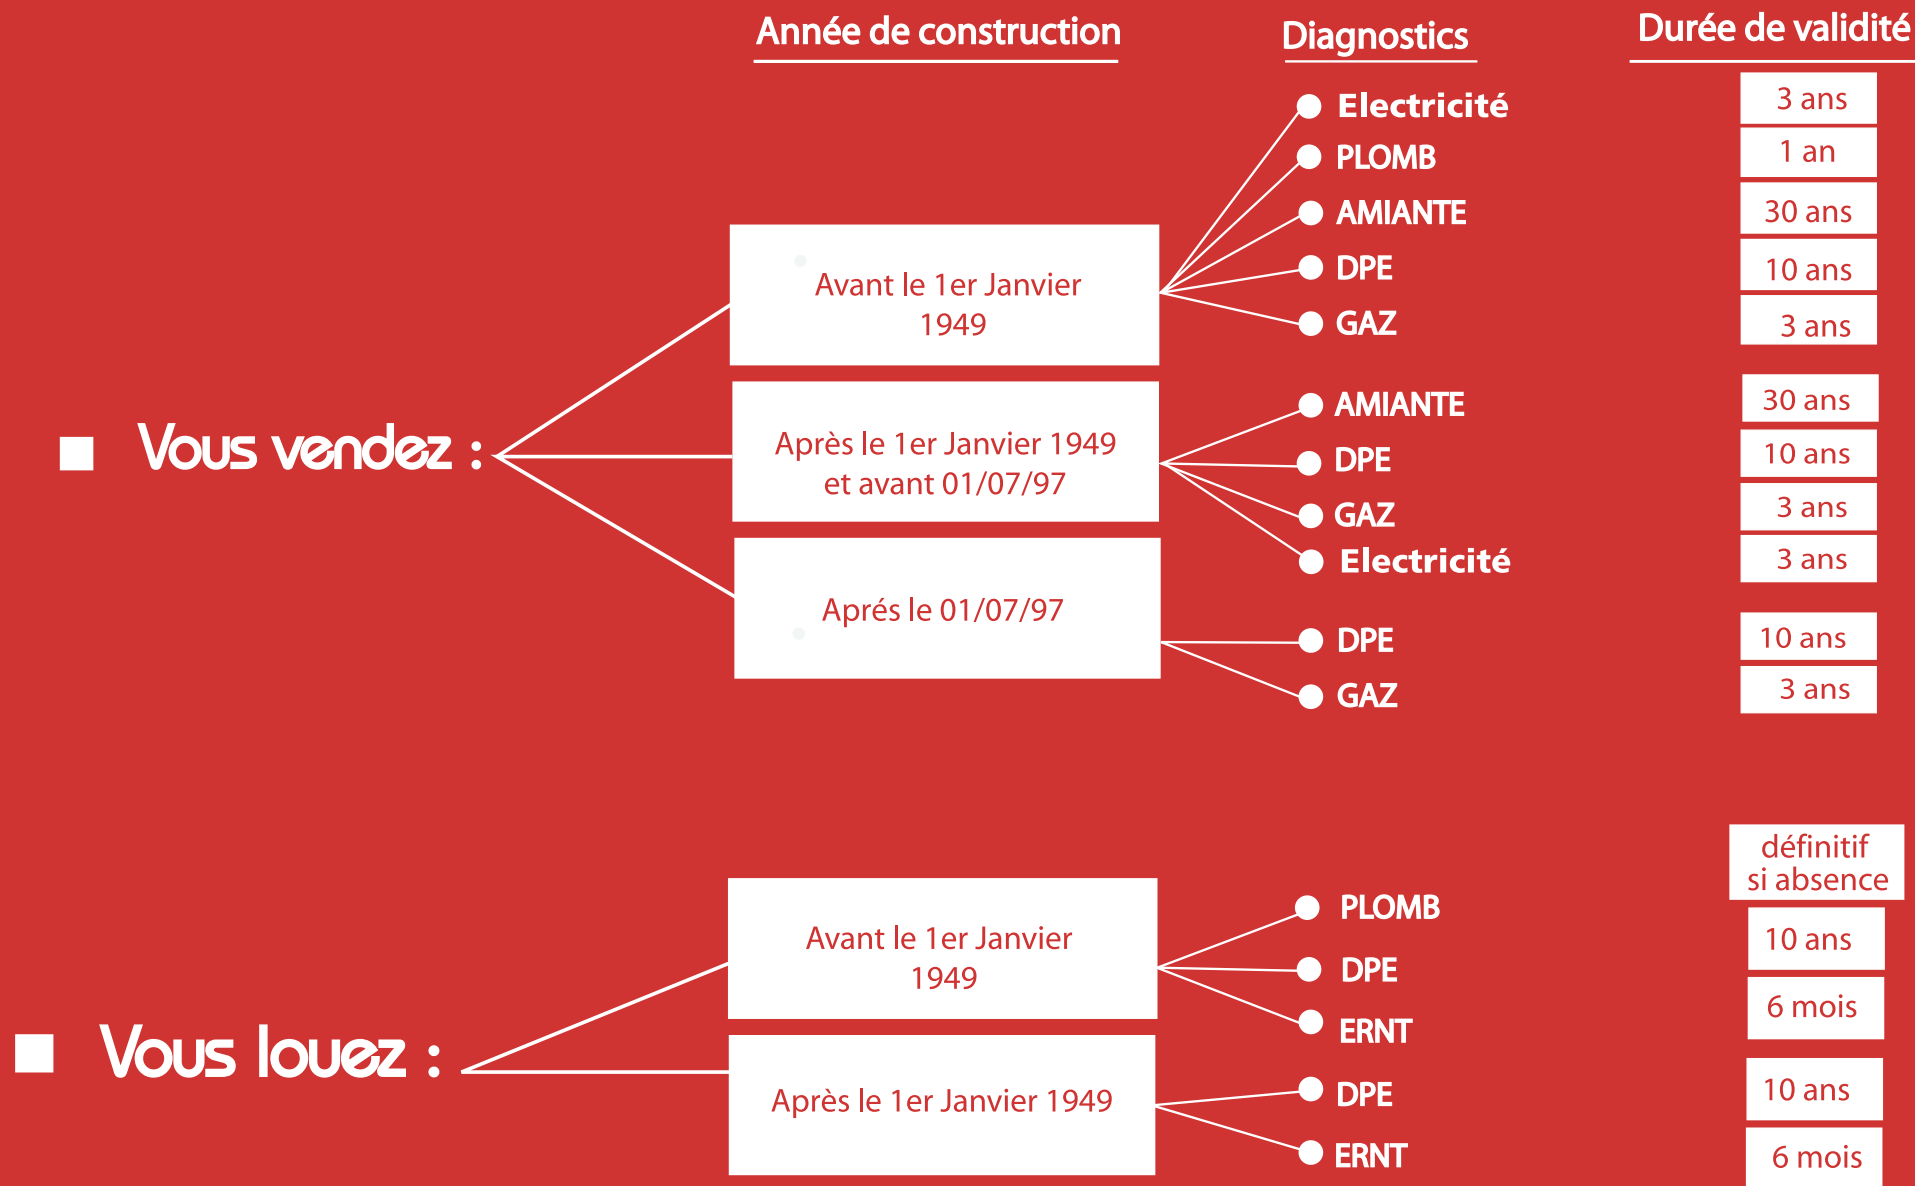 Année de construction
Diagnostics
Durée de validité
Vous vendez :
Avant le 1er Janvier
1949
Electricité
3 ans
PLOMB
1 an
AMIANTE
30 ans
DPE
10 ans
GAZ
3 ans
Après le 1er Janvier 1949
et avant 01/07/97
AMIANTE
30 ans
DPE
10 ans
GAZ
3 ans
Electricité
3 ans
Aprés le 01/07/97
DPE
10 ans
GAZ
3 ans
Vous louez :
Avant le 1er Janvier
1949
PLOMB
définitif
si absence
DPE
10 ans
ERNT
6 mois
Après le 1er Janvier 1949
DPE
10 ans
ERNT
6 mois